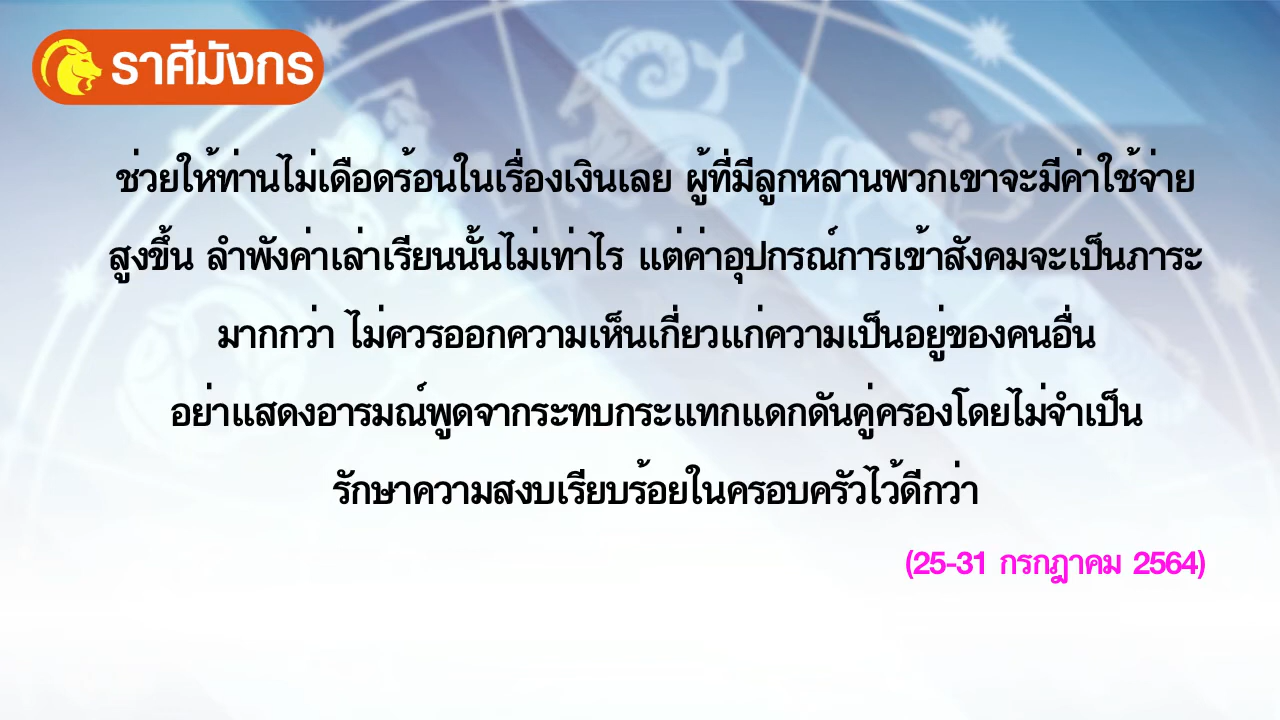 ราศีมังกร
ช่วยให้ท่านไม่เดือดร้อนในเรื่องเงินเลย ผู้ที่มีลูกหลานพวกเขาจะมีค่าใช้จ่าย
สูงขึ้น ลำพังค่าเล่าเรียนนั้นไม่เท่าไร แต่ค่าอุปกรณ์การเข้าสังคมจะเป็นภาระ
มากกว่า ไม่ควรออกความเห็นเกี่ยวแก่ความเป็นอยู่ของคนอื่น
อย่าแสดงอารมณ์พูดจากระทบกระแทกแดกดันคู่ครองโดยไม่จำเป็น
รักษาความสงบเรียบร้อยในครอบครัวไว้ดีกว่า
(25-31 กรกฎาคม 2564)